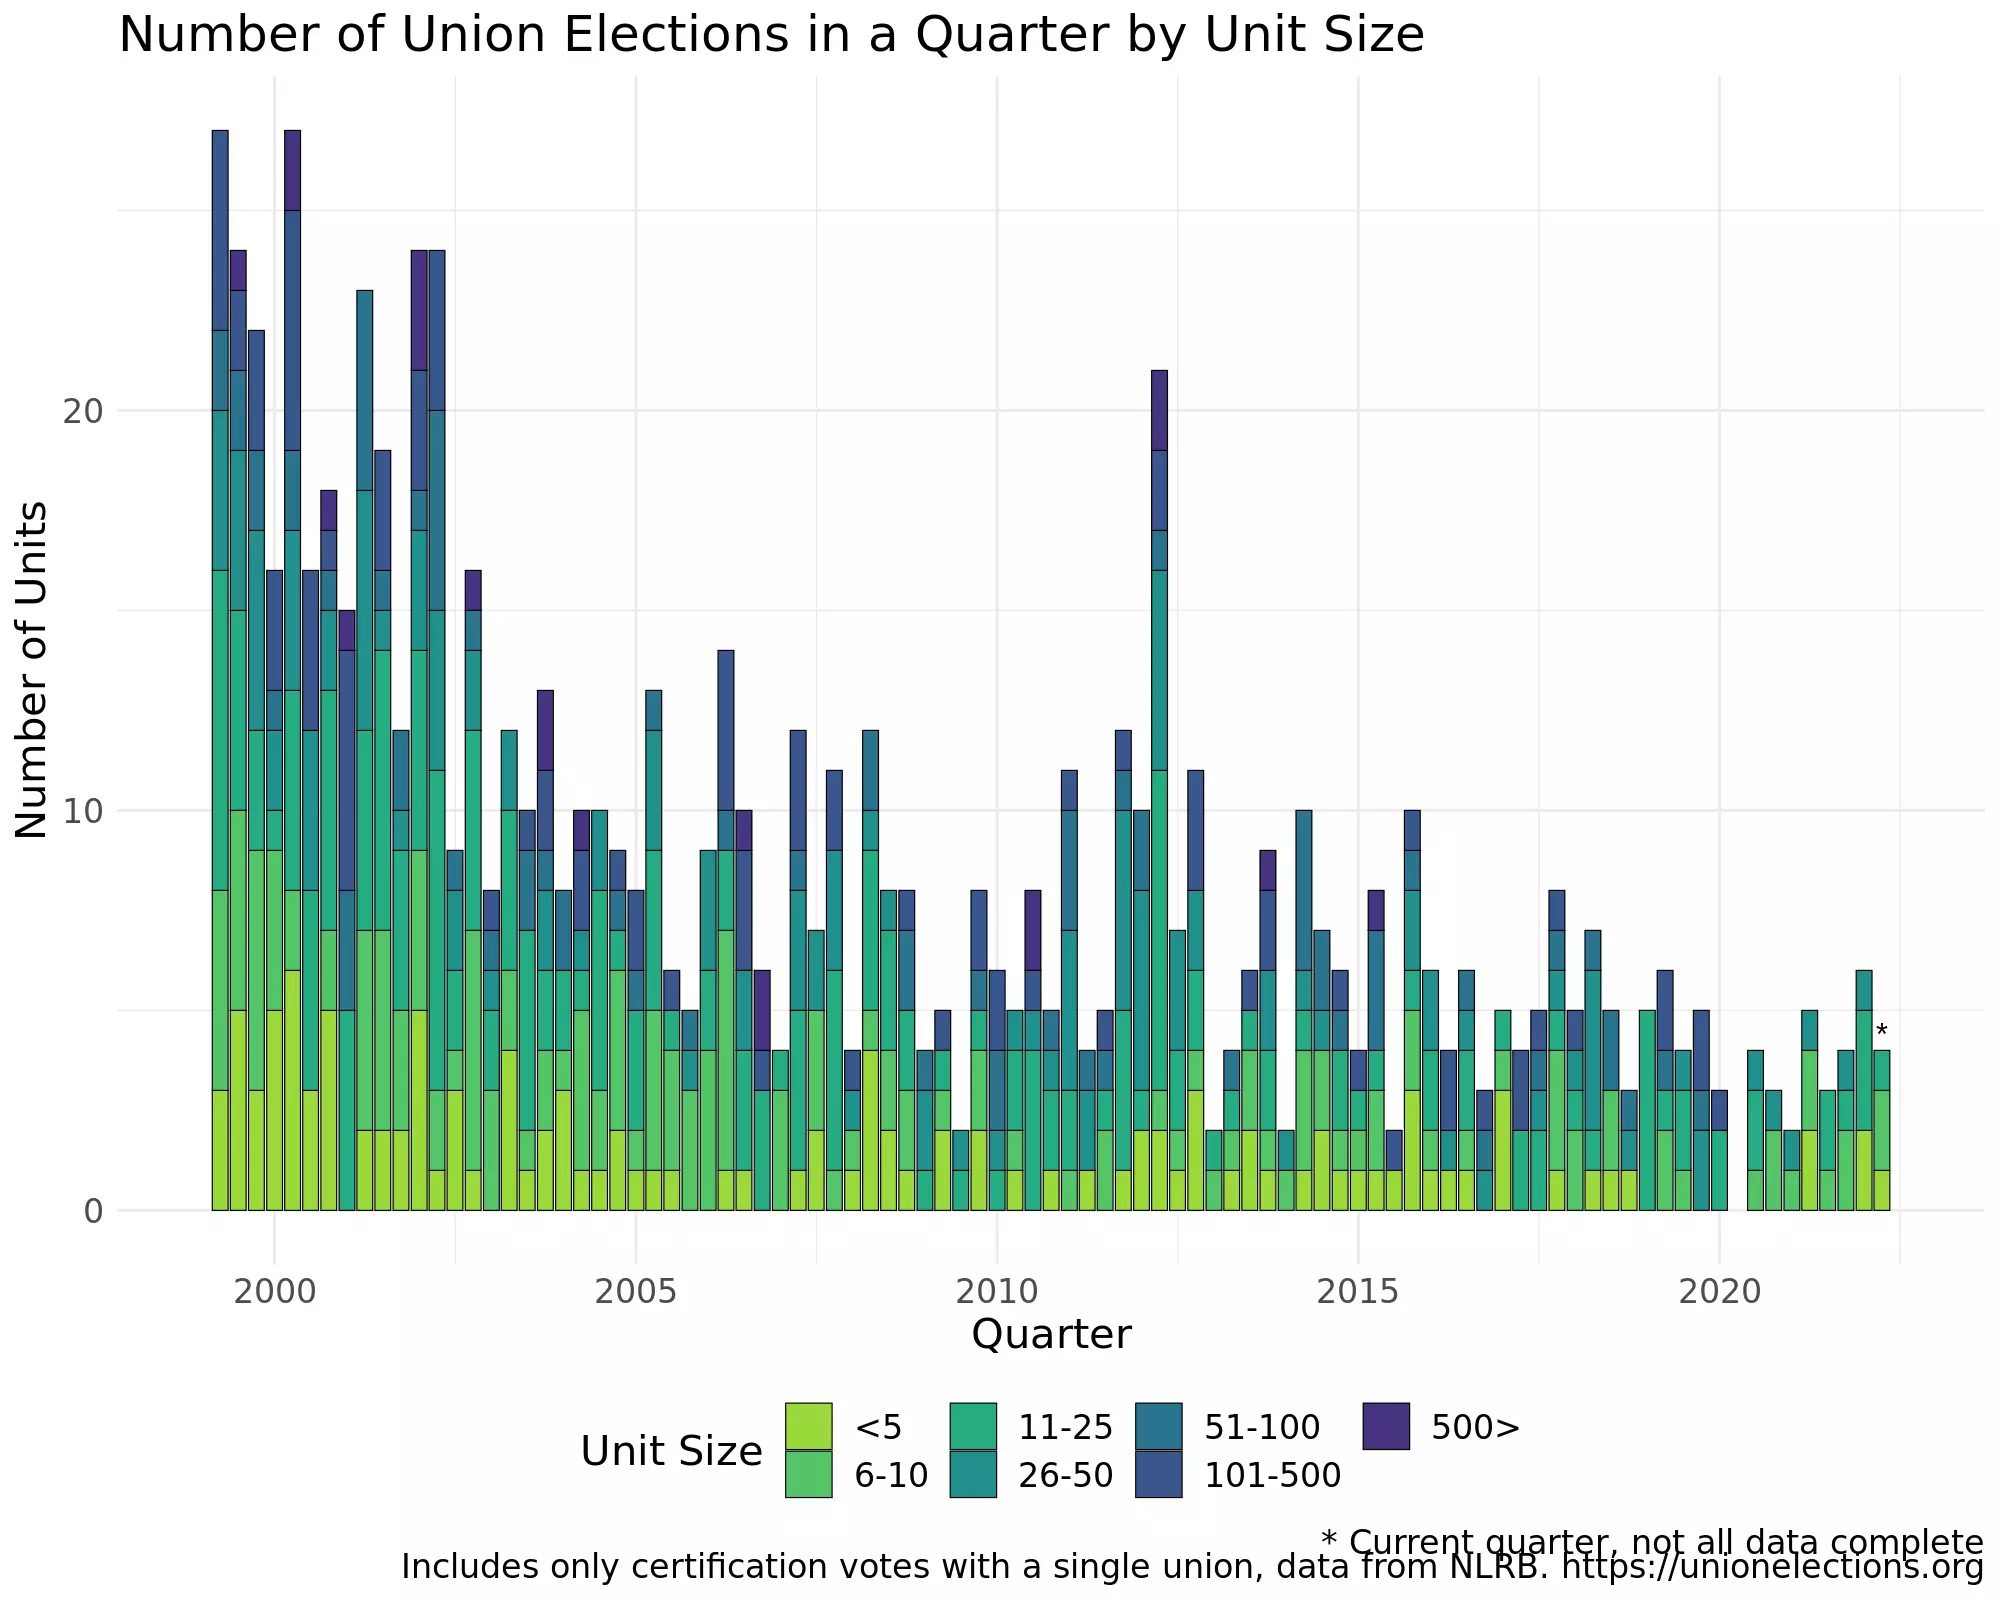 Number of Union Elections in a Quarter by Unit Size
Number of Units
20
10
0
*
2000 2005 2010 2015 2020
Quarter
Unit Size
<5 11-25 51-100 500>
6-10 26-50 101-500
* Current quarter, not all data complete
Includes only certification votes with a single union, data from NLRB. https://unionelections.org